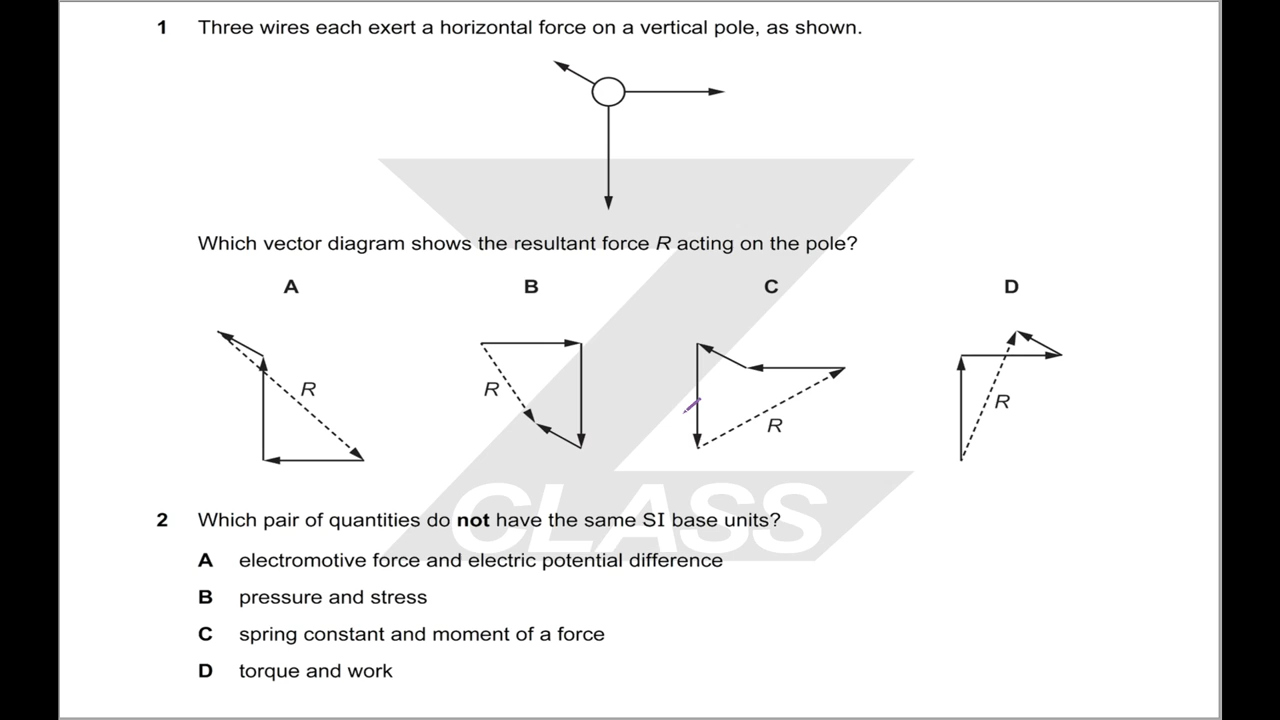 1 Three wires each exert a horizontal force on a vertical pole, as shown.
Which vector diagram shows the resultant force R acting on the pole?
A B C D
R R R R
2 Which pair of quantities do not have the same SI base units?
A electromotive force and electric potential difference
B pressure and stress
C spring constant and moment of a force
D torque and work
CLASS